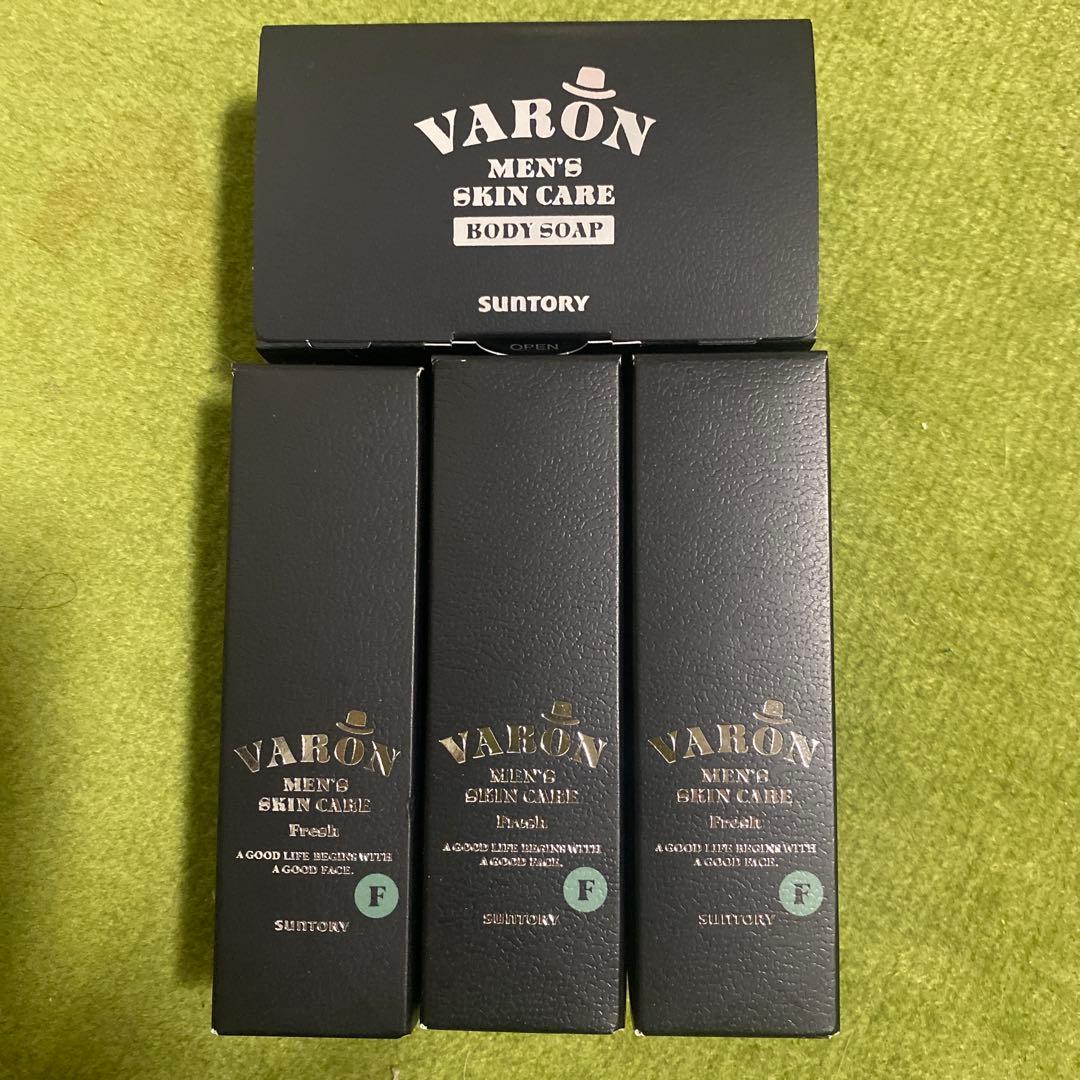 VARON
MEN'S
SKIN CARE
BODY SOAP
SUNTORY
OPEN
VARON
MEN'S
SKIN CARE
Fresh
A GOOD LIFE BEGINS WITH
A GOOD FACE.
F
SUNTORY
VARON
MEN'S
SKIN CARE
Fresh
A GOOD LIFE BEGINS WITH
A GOOD FACE.
F
SUNTORY
VARON
MEN'S
SKIN CARE
Fresh
A GOOD LIFE BEGINS WITH
A GOOD FACE.
F
SUNTORY